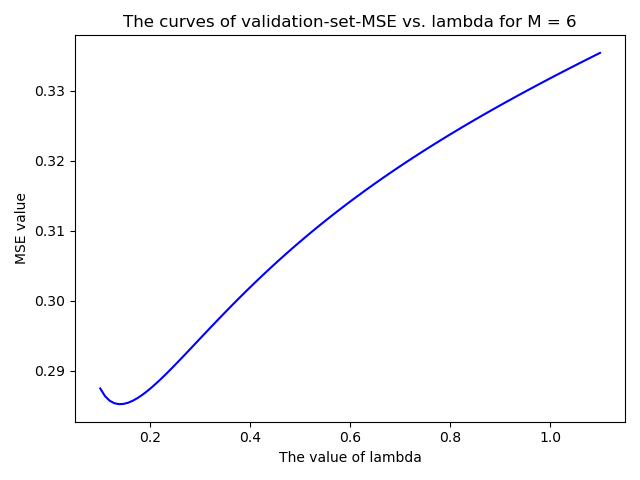 The curves of validation-set-MSE vs. lambda for M = 6
0.33
0.32
0.31
0.30
0.29
MSE value
0.2 0.4 0.6 0.8 1.0
The value of lambda